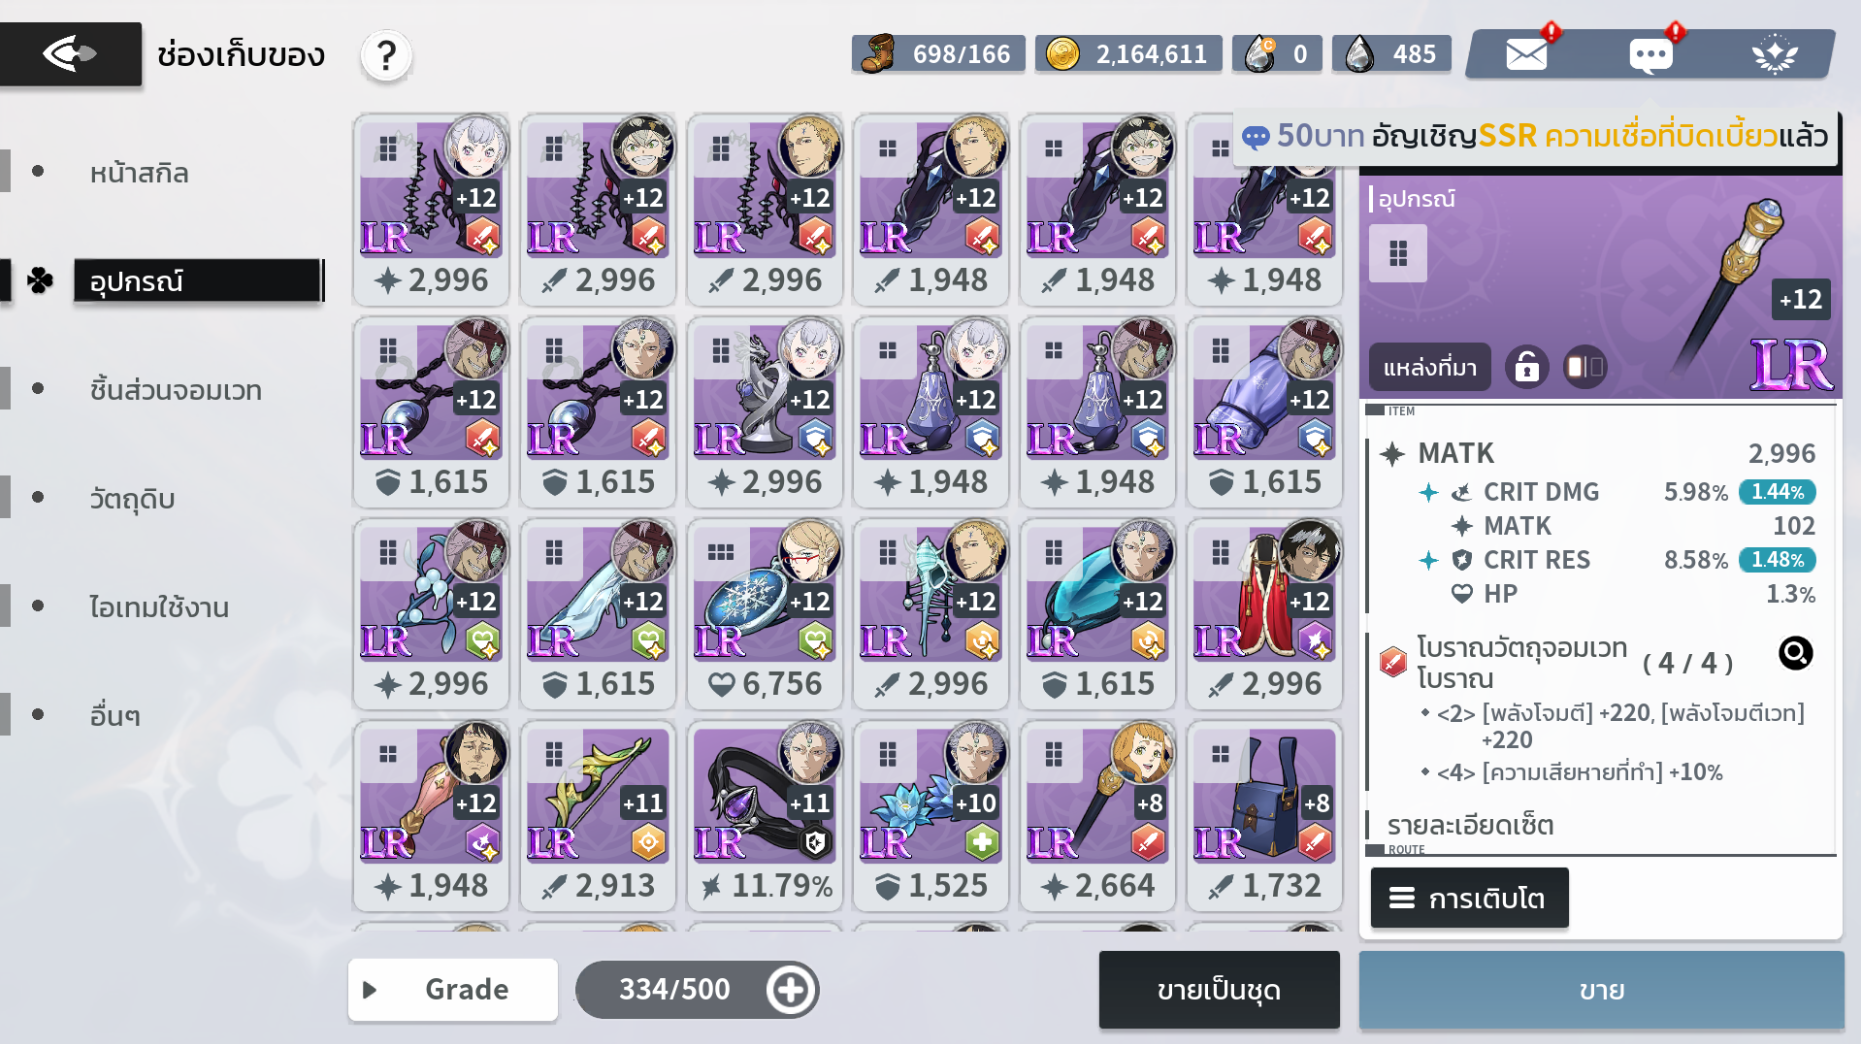 ช่องเก็บของ
?
698/166
2,164,611
0
485
50บาท อัญเชิญSSR ความเชื่อที่บิดเบี้ยวแล้ว
หน้าสกิล
อุปกรณ์
ชิ้นส่วนจอมเวท
วัตถุดิบ
ไอเทมใช้งาน
อื่นๆ
+12 +12 +12 +12 +12 +12
LR LR LR LR LR LR
2,996 2,996 2,996 1,948 1,948 1,948
+12 +12 +12 +12 +12 +12
LR LR LR LR LR LR
1,615 1,615 2,996 1,948 1,948 1,615
+12 +12 +12 +12 +12 +12
LR LR LR LR LR LR
2,996 1,615 6,756 2,996 1,615 2,996
+12 +11 +11 +10 +8 +8
LR LR LR LR LR LR
1,948 2,913 11.79% 1,525 2,664 1,732
Grade
334/500
ขายเป็นชุด
อุปกรณ์
+12
แหล่งที่มา
LR
ITEM
MATK 2,996
CRIT DMG 5.98% 1.44%
MATK 102
CRIT RES 8.58% 1.48%
HP 1.3%
โบราณวัตถุจอมเวท
โบราณ
( 4 / 4 )
<2> [พลังโจมตี] +220, [พลังโจมตีเวท]
+220
<4> [ความเสียหายที่ทำ] +10%
รายละเอียดเซ็ต
ROUTE
การเติบโต
ขาย